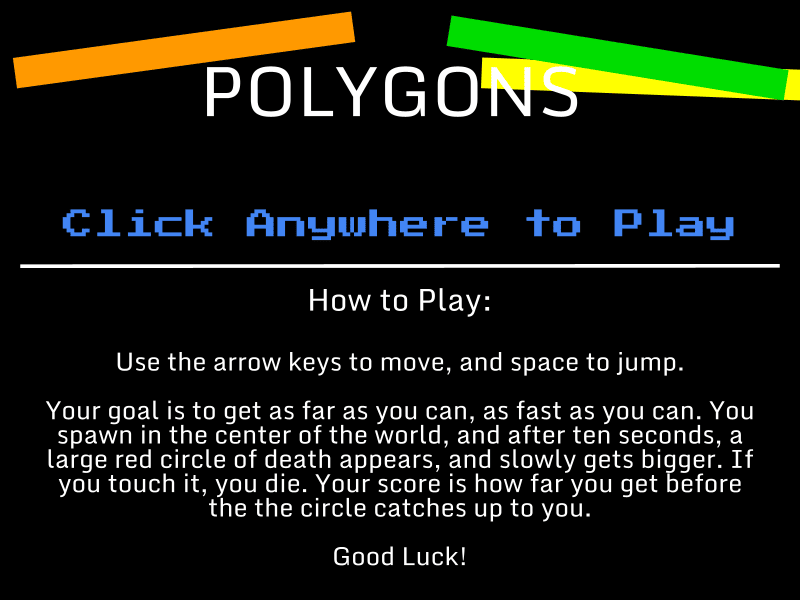 POLYGONS
Click Anywhere to Play
How to Play:
Use the arrow keys to move, and space to jump.
Your goal is to get as far as you can, as fast as you can. You
spawn in the center of the world, and after ten seconds, a
large red circle of death appears, and slowly gets bigger. If
you touch it, you die. Your score is how far you get before
the the circle catches up to you.
Good Luck!